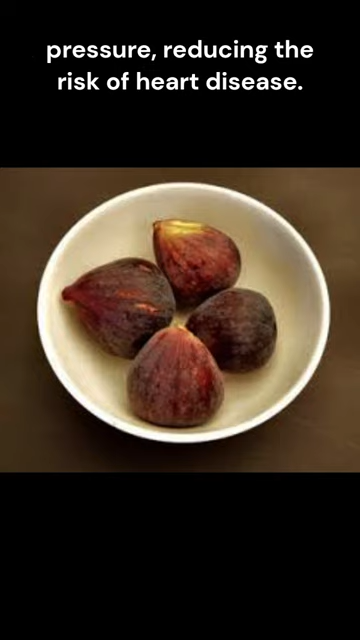 pressure, reducing the
risk of heart disease.